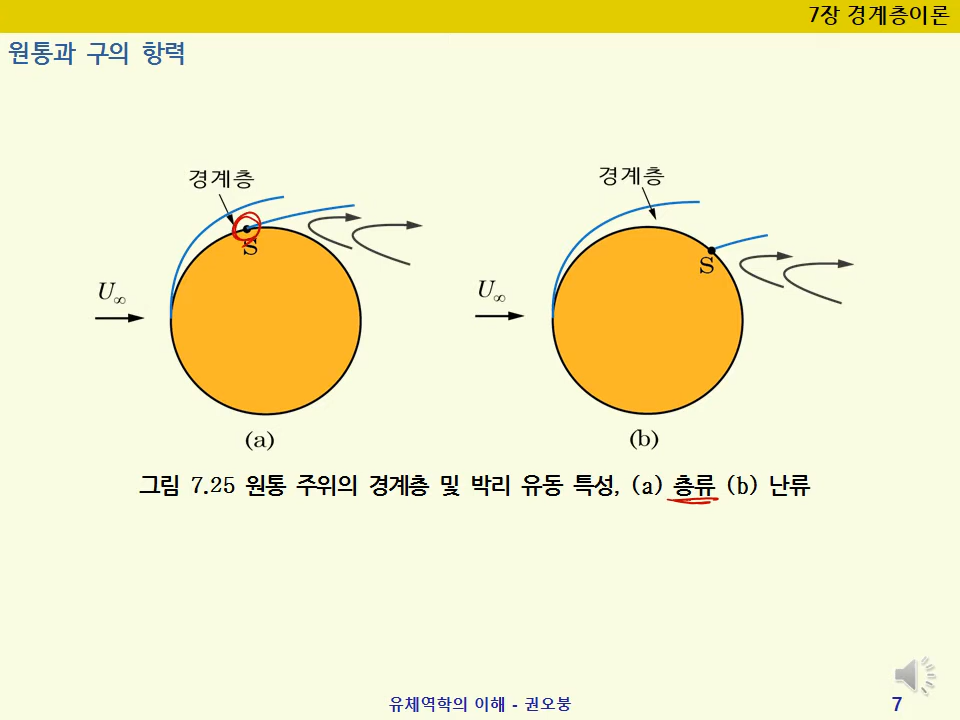 7장 경계층이론
원통과 구의 항력
경계층
S
U∞
(a)
경계층
S
U∞
(b)
그림 7.25 원통 주위의 경계층 및 박리 유동 특성, (a) 층류 (b) 난류
유체역학의 이해 - 권오붕
7